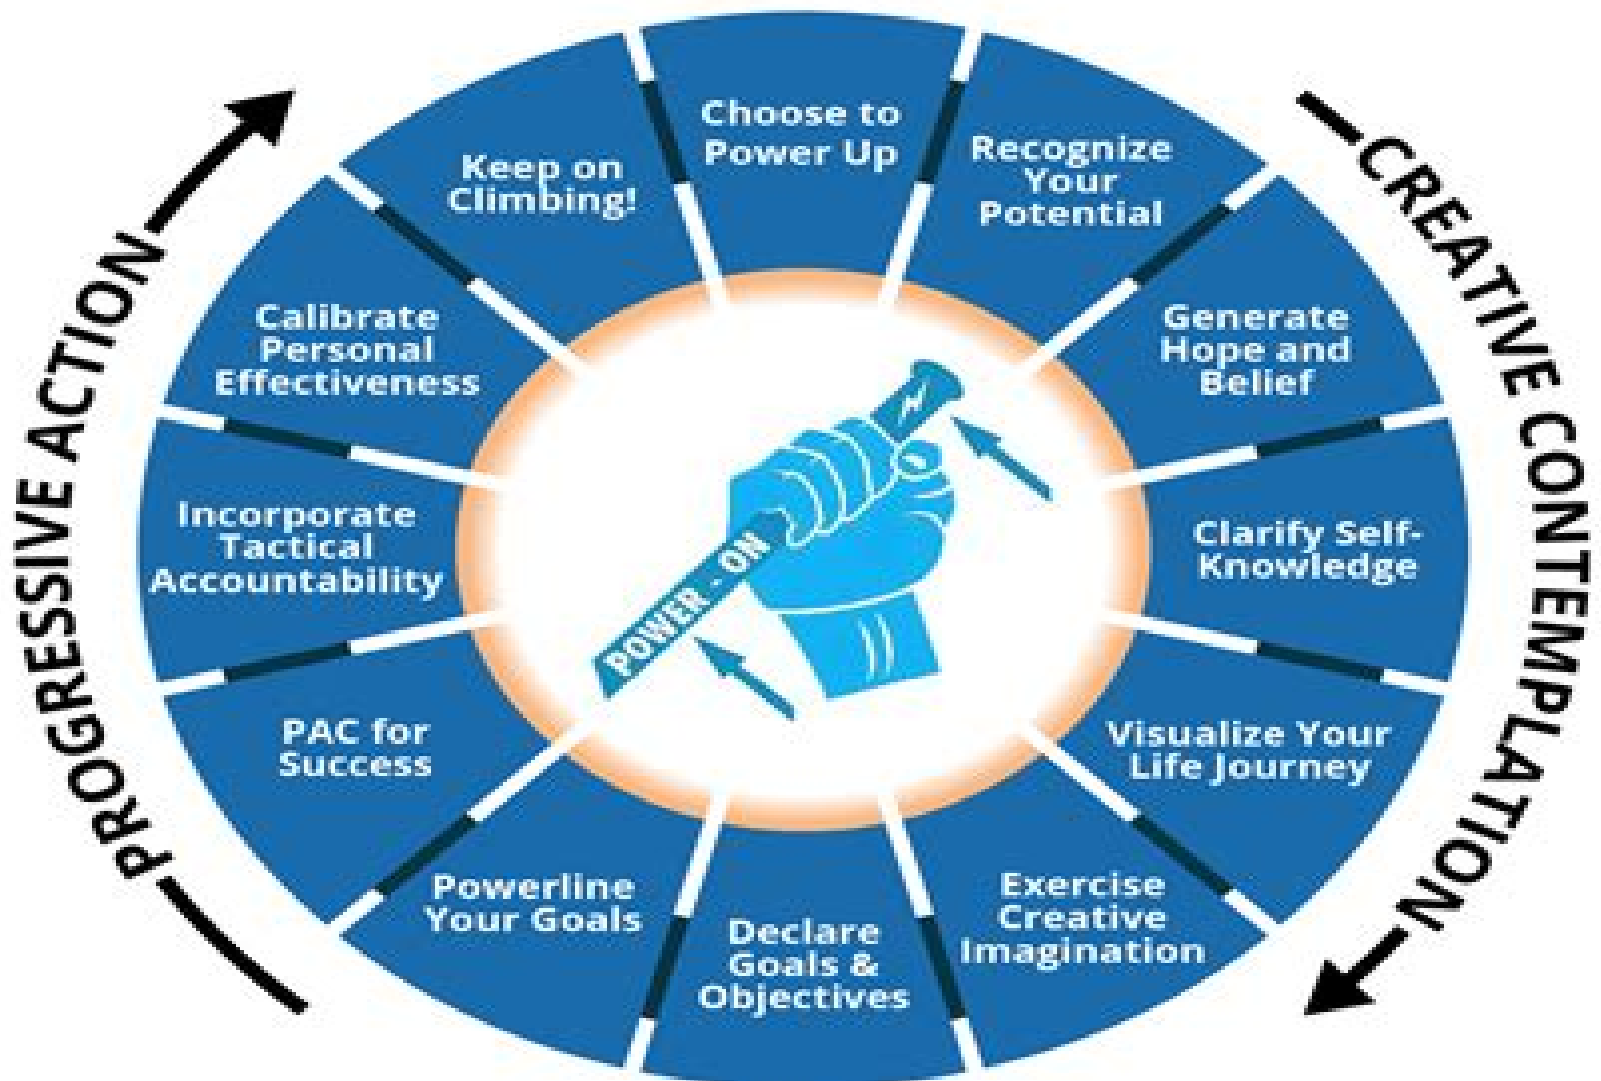 Choose to
Power Up
Recognize
Your
Potential
Generate
Hope and
Belief
Clarify Self-
Knowledge
Visualize Your
Life Journey
Exercise
Creative
Imagination
Declare
Goals &
Objectives
Powerline
Your Goals
PAC for
Success
Incorporate
Tactical
Accountability
Calibrate
Personal
Effectiveness
Keep on
Climbing!
CREATIVE CONTEMPLATION
PROGRESSIVE ACTION
POWER - ON